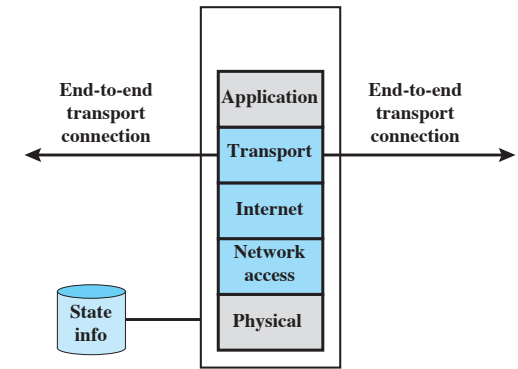 End-to-end
transport
connection
Application
Transport
Internet
Network
access
Physical
End-to-end
transport
connection
State
info